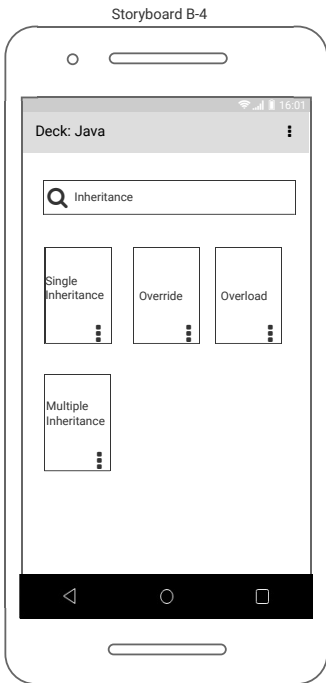 Storyboard B-4
16:01
Deck: Java
Inheritance
Single
Inheritance
Override
Overload
Multiple
Inheritance